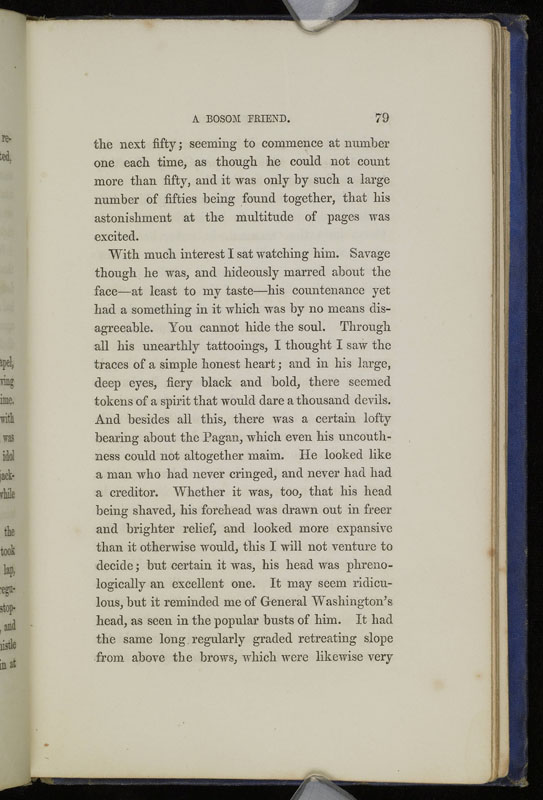 A BOSOM FRIEND. 79
the next fifty; seeming to commence at number
one each time, as though he could not count
more than fifty, and it was only by such a large
number of fifties being found together, that his
astonishment at the multitude of pages was
excited.
With much interest I sat watching him. Savage
though he was, and hideously marred about the
face—at least to my taste—his countenance yet
had a something in it which was by no means dis-
agreeable. You cannot hide the soul. Through
all his unearthly tattooings, I thought I saw the
traces of a simple honest heart; and in his large,
deep eyes, fiery black and bold, there seemed
tokens of a spirit that would dare a thousand devils.
And besides all this, there was a certain lofty
bearing about the Pagan, which even his uncouth-
ness could not altogether maim. He looked like
a man who had never cringed, and never had had
a creditor. Whether it was, too, that his head
being shaved, his forehead was drawn out in freer
and brighter relief, and looked more expansive
than it otherwise would, this I will not venture to
decide; but certain it was, his head was phreno-
logically an excellent one. It may seem ridicu-
lous, but it reminded me of General Washington's
head, as seen in the popular busts of him. It had
the same long regularly graded retreating slope
from above the brows, which were likewise very